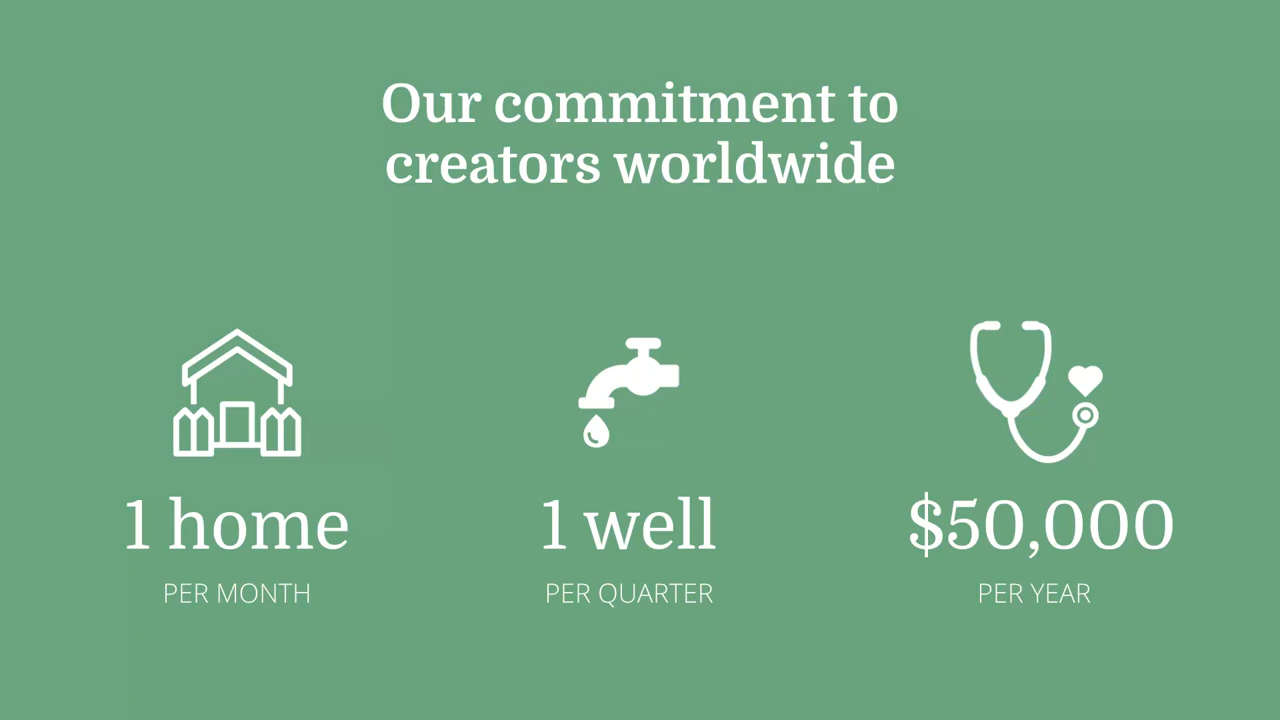 Our commitment to
creators worldwide
1 home
PER MONTH
1 well
PER QUARTER
$50,000
PER YEAR